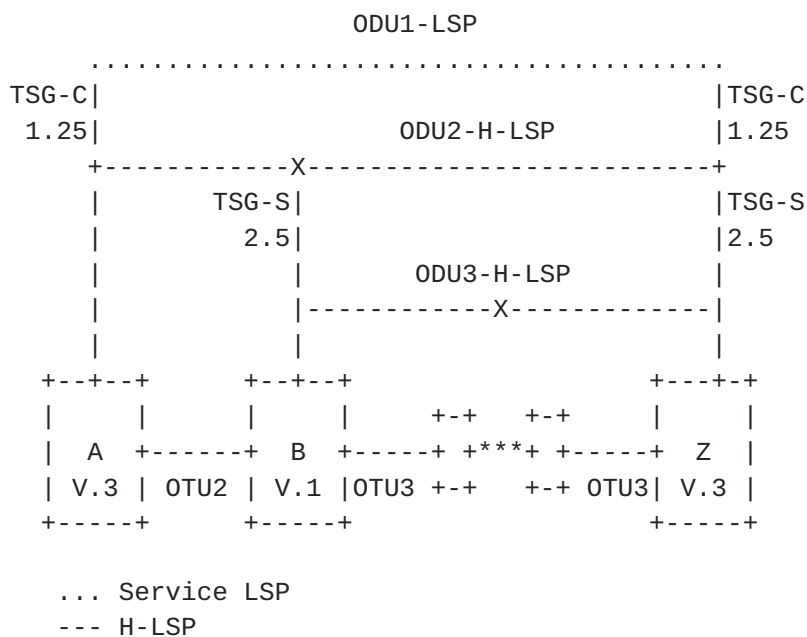 ODU1-LSP
     .........................................
TSG-C|                                       |TSG-C
 1.25|                   ODU2-H-LSP          |1.25
     +------------X--------------------------+
     |       TSG-S|                          |TSG-S
     |         2.5|                          |2.5
     |            |       ODU3-H-LSP         |
     |            |------------X-------------|
     |            |                          |
  +--+--+      +--+--+                   +---+-+
  |     |      |     |     +-+   +-+     |     |
  |  A  +------+  B  +-----+ +***+ +-----+  Z  |
  | V.3 | OTU2 | V.1 |OTU3 +-+   +-+ OTU3| V.3 |
  +-----+      +-----+                   +-----+
   ... Service LSP
   --- H-LSP